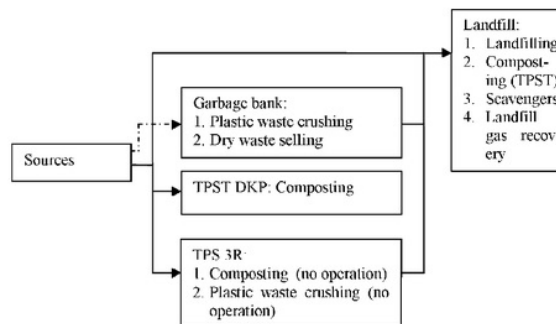 Landfill:
1. Landfilling
2. Compost-
ing (TPST)
3. Scavengers
4. Landfill
gas recov-
ery
Garbage bank:
1. Plastic waste crushing
2. Dry waste selling
Sources
TPST DKP: Composting
TPS 3R:
1. Composting (no operation)
2. Plastic waste crushing (no
operation)